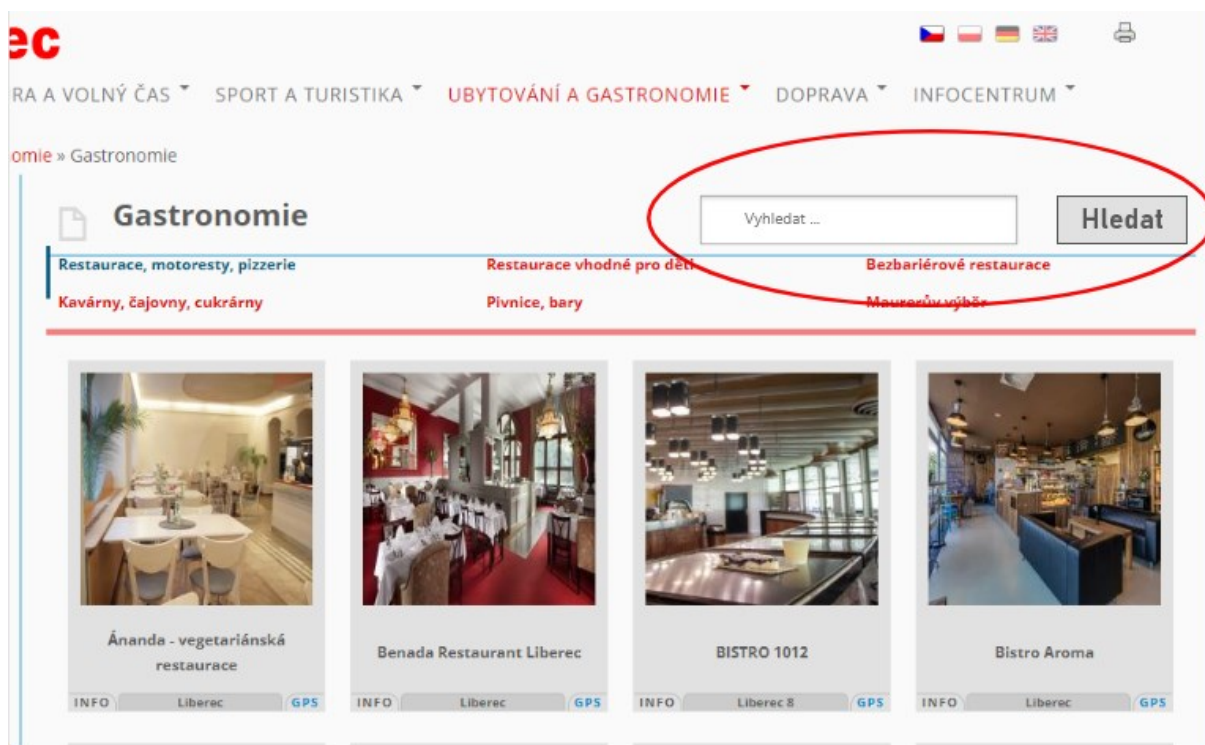 ec
RA A VOLNÝ ČAS SPORT A TURISTIKA UBYTOVÁNÍ A GASTRONOMIE DOPRAVA INFOCENTRUM
omie » Gastronomie
Gastronomie Vyhledat ... Hledat
Restaurace, motoresty, pizzerie Restaurace vhodné pro děti Bezbariérové restaurace
Kavárny, čajovny, cukrárny Pivnice, bary Maurerův výběr
Ánanda - vegetariánská
restaurace
Benada Restaurant Liberec
BISTRO 1012
Bistro Aroma
INFO Liberec GPS INFO Liberec GPS INFO Liberec 8 GPS INFO Liberec GPS